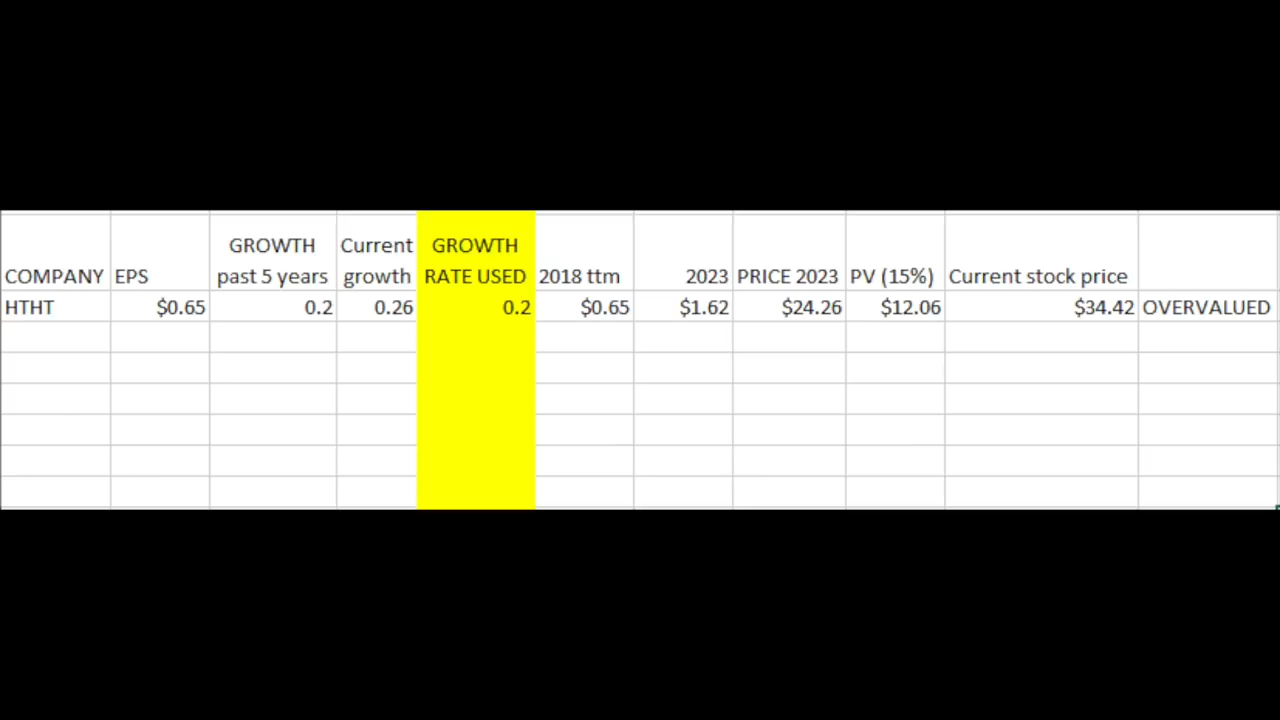 GROWTH Current GROWTH
COMPANY EPS past 5 years growth RATE USED 2018 ttm 2023 PRICE 2023 PV (15%) Current stock price
HTHT $0.65 0.2 0.26 0.2 $0.65 $1.62 $24.26 $12.06 $34.42 OVERVALUED